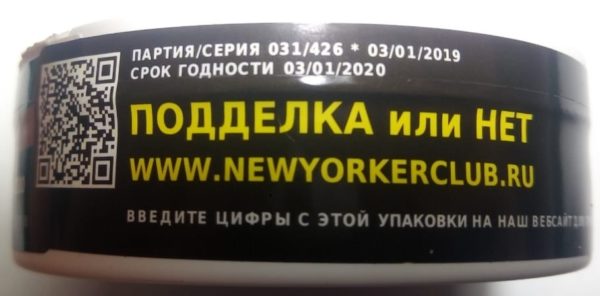 ПАРТИЯ/СЕРИЯ 031/426 * 03/01/2019
СРОК ГОДНОСТИ 03/01/2020
ПОДДЕЛКА или НЕТ
WWW.NEWYORKERCLUB.RU
ВВЕДИТЕ ЦИФРЫ С ЭТОЙ УПАКОВКИ НА НАШ ВЕБСАЙТ